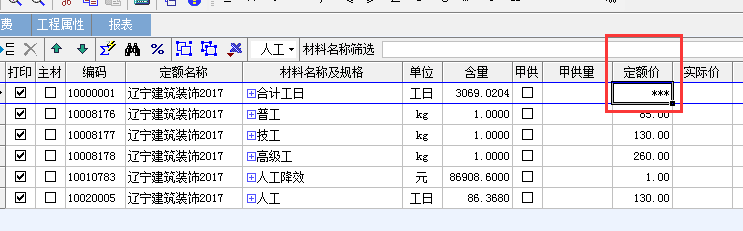 费 工程属性 报表
人工 材料名称筛选
打印 主材 编码 定额名称 材料名称及规格 单位 含量 甲供 甲供量 定额价 实际价
10000001 辽宁建筑装饰2017 合计工日 工日 3069.0204 ***
10008176 辽宁建筑装饰2017 普工 kg 1.0000 85.00
10008177 辽宁建筑装饰2017 技工 kg 1.0000 130.00
10008178 辽宁建筑装饰2017 高级工 kg 1.0000 260.00
10010783 辽宁建筑装饰2017 人工降效 元 86908.6000 1.00
10020005 辽宁建筑装饰2017 人工 工日 86.3680 130.00